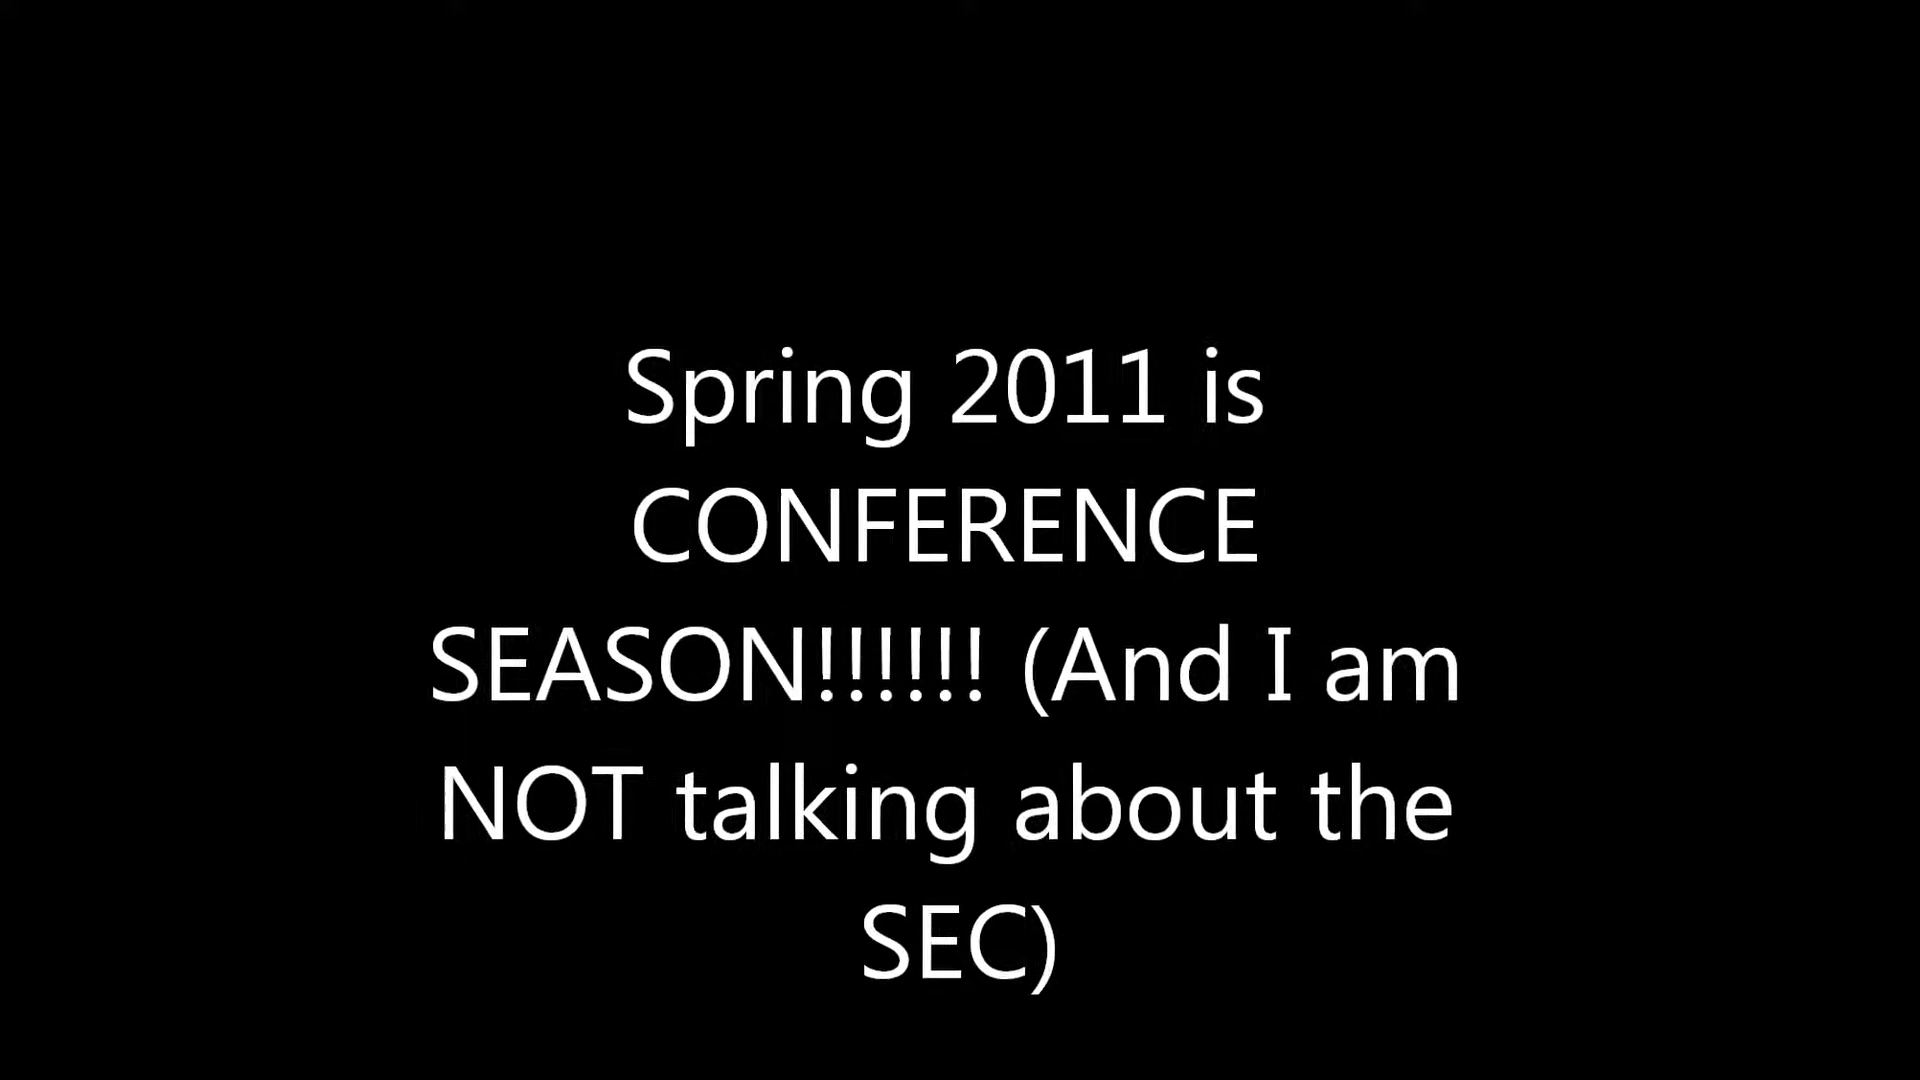 Spring 2011 is
CONFERENCE
SEASON!!!!!! (And I am
NOT talking about the
SEC)